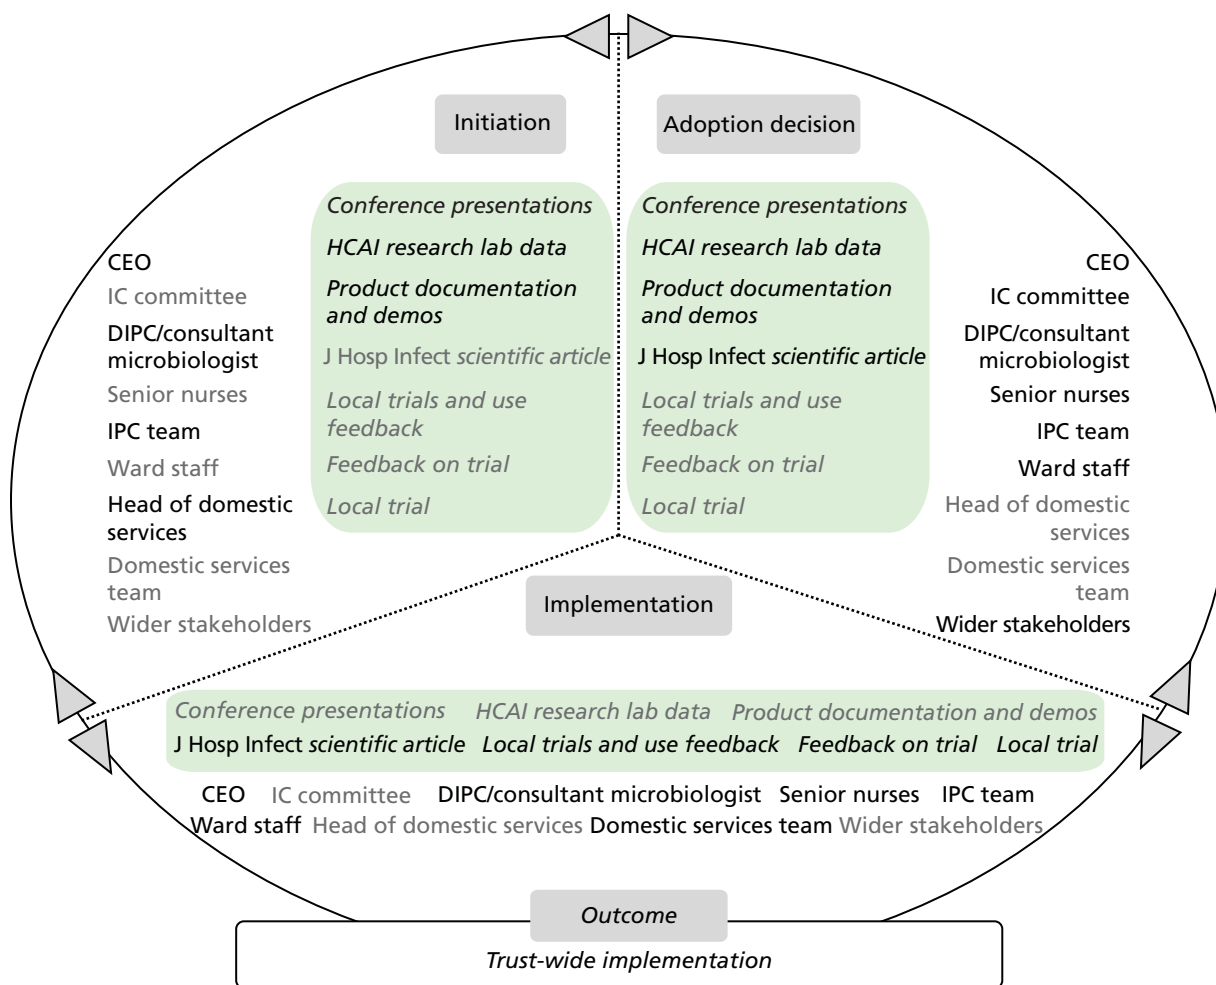 Initiation
Adoption decision
Conference presentations
HCAI research lab data
Product documentation
and demos
J Hosp Infect scientific article
Local trials and use
feedback
Feedback on trial
Local trial
Conference presentations
HCAI research lab data
Product documentation
and demos
J Hosp Infect scientific article
Local trials and use
feedback
Feedback on trial
Local trial
CEO
IC committee
DIPC/consultant
microbiologist
Senior nurses
IPC team
Ward staff
Head of domestic
services
Domestic services
team
Wider stakeholders
CEO
IC committee
DIPC/consultant
microbiologist
Senior nurses
IPC team
Ward staff
Head of domestic
services
Domestic services
team
Wider stakeholders
Implementation
Conference presentations HCAI research lab data Product documentation and demos
J Hosp Infect scientific article Local trials and use feedback Feedback on trial Local trial
CEO IC committee DIPC/consultant microbiologist Senior nurses IPC team
Ward staff Head of domestic services Domestic services team Wider stakeholders
Outcome
Trust-wide implementation